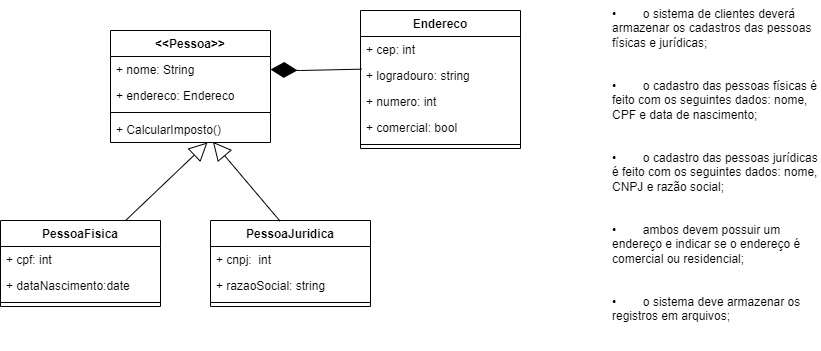 <<Pessoa>>
+ nome: String
+ endereco: Endereco
+ CalcularImposto()
Endereco
+ cep: int
+ logradouro: string
+ numero: int
+ comercial: bool
PessoaFisica
+ cpf: int
+ dataNascimento:date
PessoaJuridica
+ cnpj:  int
+ razaoSocial: string
• o sistema de clientes deverá
armazenar os cadastros das pessoas
físicas e jurídicas;
• o cadastro das pessoas físicas é
feito com os seguintes dados: nome,
CPF e data de nascimento;
• o cadastro das pessoas jurídicas
é feito com os seguintes dados: nome,
CNPJ e razão social;
• ambos devem possuir um
endereço e indicar se o endereço é
comercial ou residencial;
• o sistema deve armazenar os
registros em arquivos;